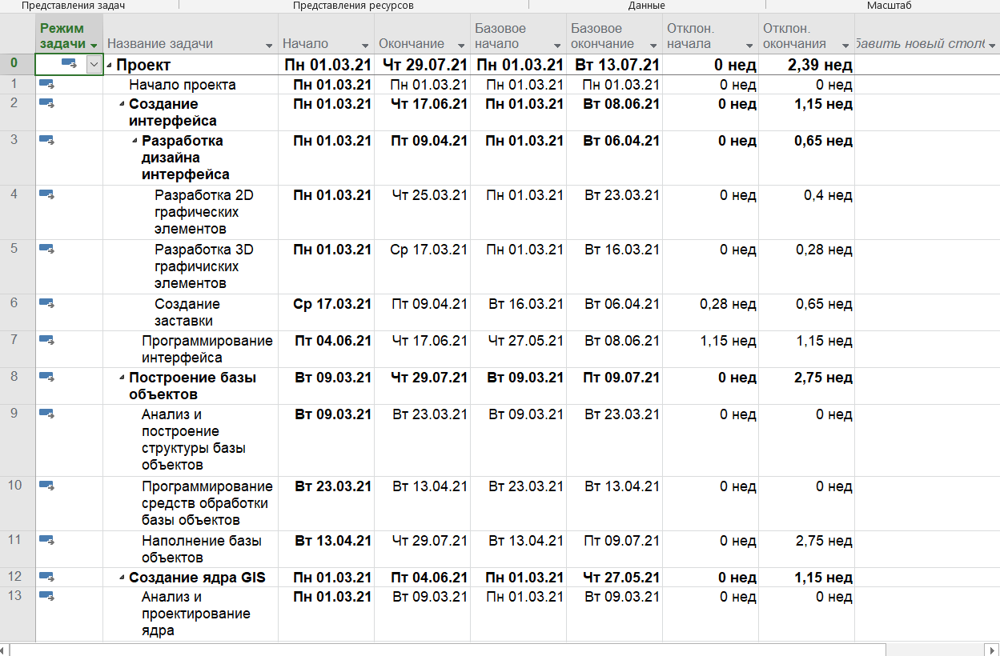 Представления задач Представления ресурсов Данные Масштаб
Режим задачи Название задачи Начало Окончание Базовое начало Базовое окончание Отклон. начала Отклон. окончания бавить новый столб
0 Проект Пн 01.03.21 Чт 29.07.21 Пн 01.03.21 Вт 13.07.21 0 нед 2,39 нед
1 Начало проекта Пн 01.03.21 Пн 01.03.21 Пн 01.03.21 Пн 01.03.21 0 нед 0 нед
2 Создание Пн 01.03.21 Чт 17.06.21 Пн 01.03.21 Вт 08.06.21 0 нед 1,15 нед
интерфейса
3 Разработка Пн 01.03.21 Пт 09.04.21 Пн 01.03.21 Вт 06.04.21 0 нед 0,65 нед
дизайна
интерфейса
4 Разработка 2D Пн 01.03.21 Чт 25.03.21 Пн 01.03.21 Вт 23.03.21 0 нед 0,4 нед
графических
элементов
5 Разработка 3D Пн 01.03.21 Ср 17.03.21 Пн 01.03.21 Вт 16.03.21 0 нед 0,28 нед
графичиских
элементов
6 Создание Ср 17.03.21 Пт 09.04.21 Вт 16.03.21 Вт 06.04.21 0,28 нед 0,65 нед
заставки
7 Программирование Пт 04.06.21 Чт 17.06.21 Чт 27.05.21 Вт 08.06.21 1,15 нед 1,15 нед
интерфейса
8 Построение базы Вт 09.03.21 Чт 29.07.21 Вт 09.03.21 Пт 09.07.21 0 нед 2,75 нед
объектов
9 Анализ и Вт 09.03.21 Вт 23.03.21 Вт 09.03.21 Вт 23.03.21 0 нед 0 нед
построение
структуры базы
объектов
10 Программирование Вт 23.03.21 Вт 13.04.21 Вт 23.03.21 Вт 13.04.21 0 нед 0 нед
средств обработки
базы объектов
11 Наполнение базы Вт 13.04.21 Чт 29.07.21 Вт 13.04.21 Пт 09.07.21 0 нед 2,75 нед
объектов
12 Создание ядра GIS Пн 01.03.21 Пт 04.06.21 Пн 01.03.21 Чт 27.05.21 0 нед 1,15 нед
13 Анализ и Пн 01.03.21 Вт 09.03.21 Пн 01.03.21 Вт 09.03.21 0 нед 0 нед
проектирование
ядра